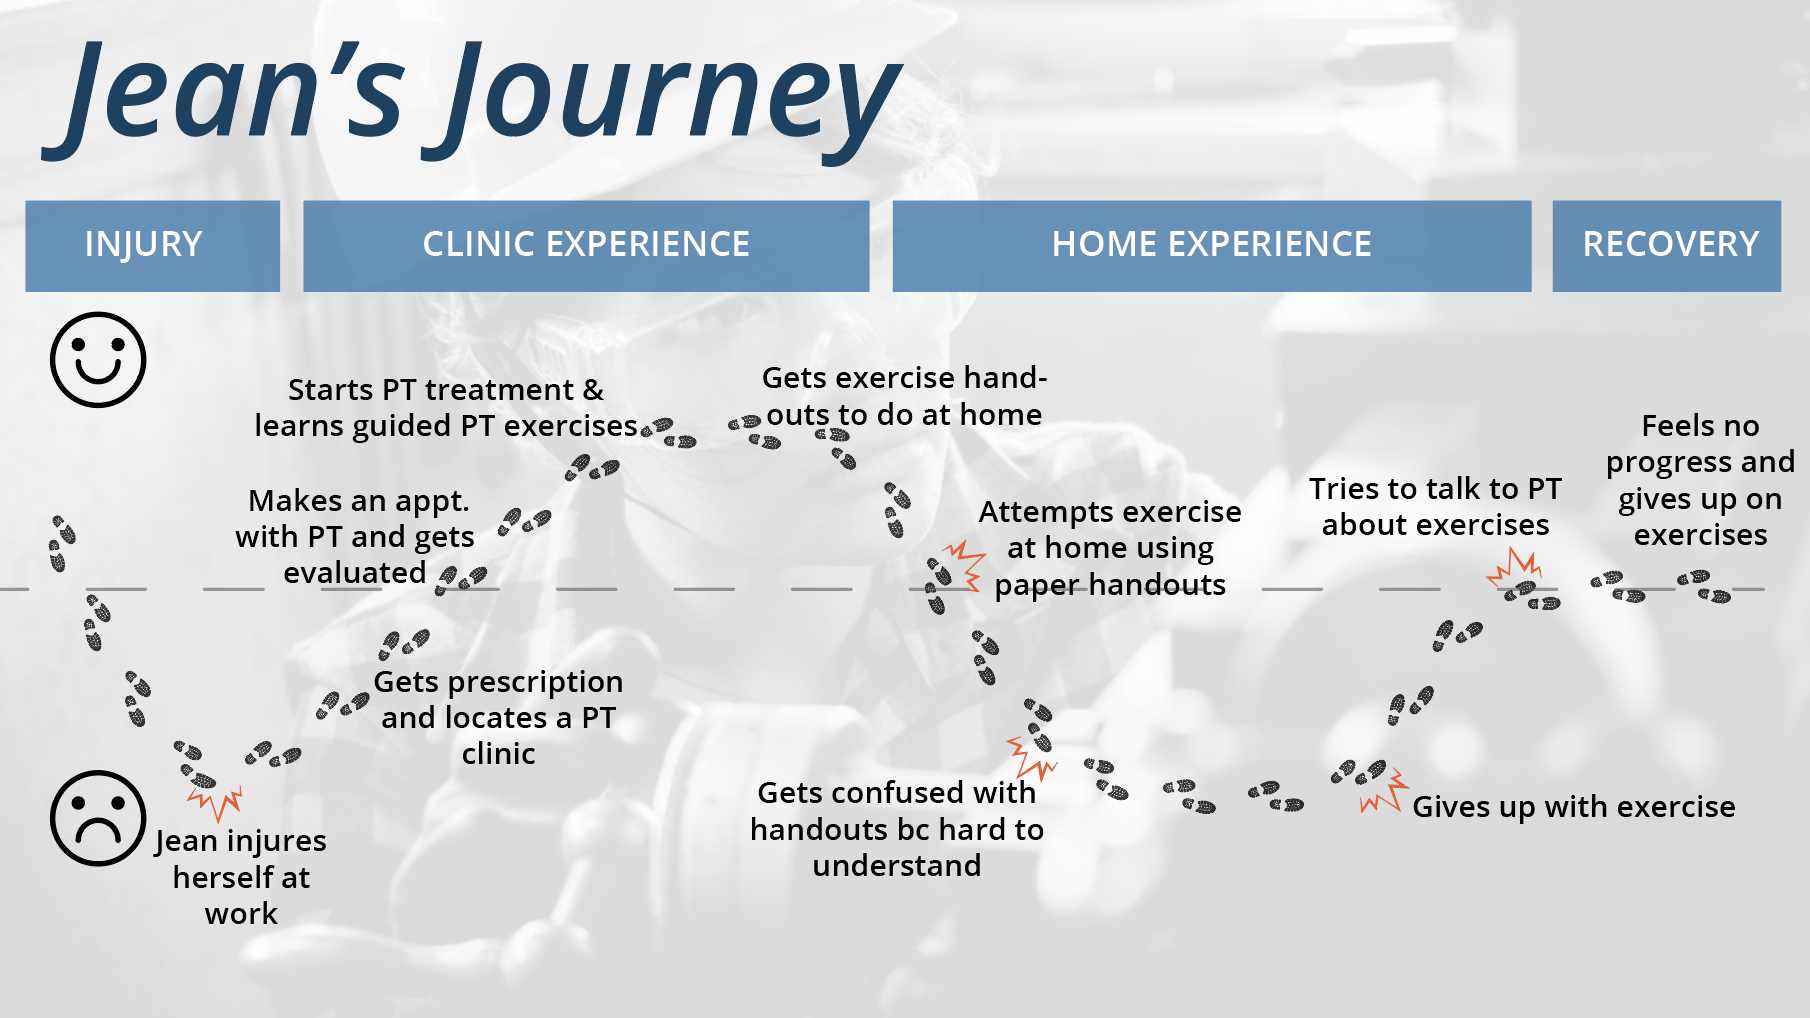 Jean's Journey
INJURY
CLINIC EXPERIENCE
HOME EXPERIENCE
RECOVERY
Starts PT treatment &
learns guided PT exercises
Gets exercise hand-
outs to do at home
Makes an appt.
with PT and gets
evaluated
Attempts exercise
at home using
paper handouts
Tries to talk to PT
about exercises
Feels no
progress and
gives up on
exercises
Gets prescription
and locates a PT
clinic
Jean injures
herself at
work
Gets confused with
handouts bc hard to
understand
Gives up with exercise